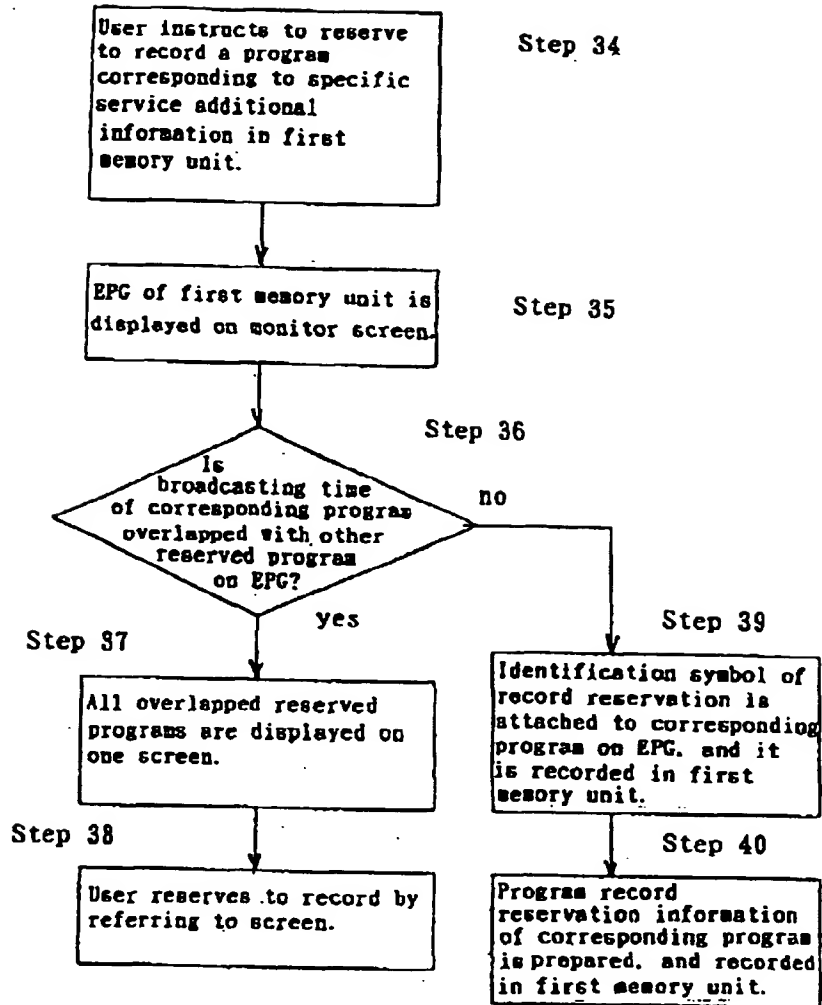 User instructs to reserve
to record a program
corresponding to specific
service additional
information in first
memory unit.
Step 34
EPG of first memory unit is
displayed on monitor screen.
Step 35
Step 36
Is
broadcasting time
of corresponding program
overlapped with other
reserved program
on EPG?
no
yes
Step 37
All overlapped reserved
programs are displayed on
one screen.
Step 38
User reserves to record by
referring to screen.
Step 39
Identification symbol of
record reservation is
attached to corresponding
program on EPG. and it
is recorded in first
memory unit.
Step 40
Program record
reservation information
of corresponding program
is prepared. and recorded
in first memory unit.